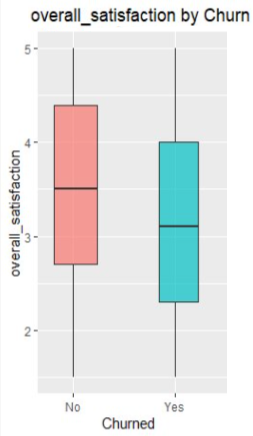 overall_satisfaction by Churn
overall_satisfaction
5
4
3
2
No Yes
Churned